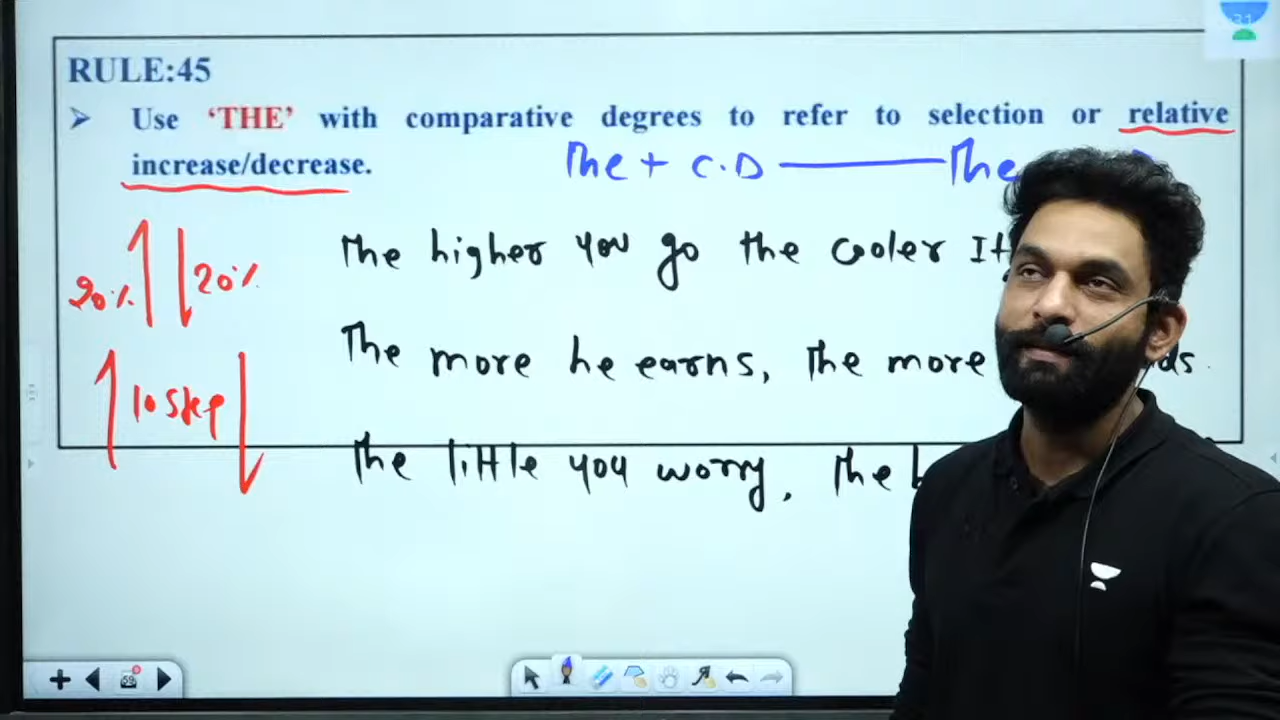 RULE:45
➢ Use ‘THE’ with comparative degrees to refer to selection or relative
increase/decrease.
The + C.D — The
20% 20%
The higher you go the cooler It
The more he earns, the more
10 step
The little you worry, the
59